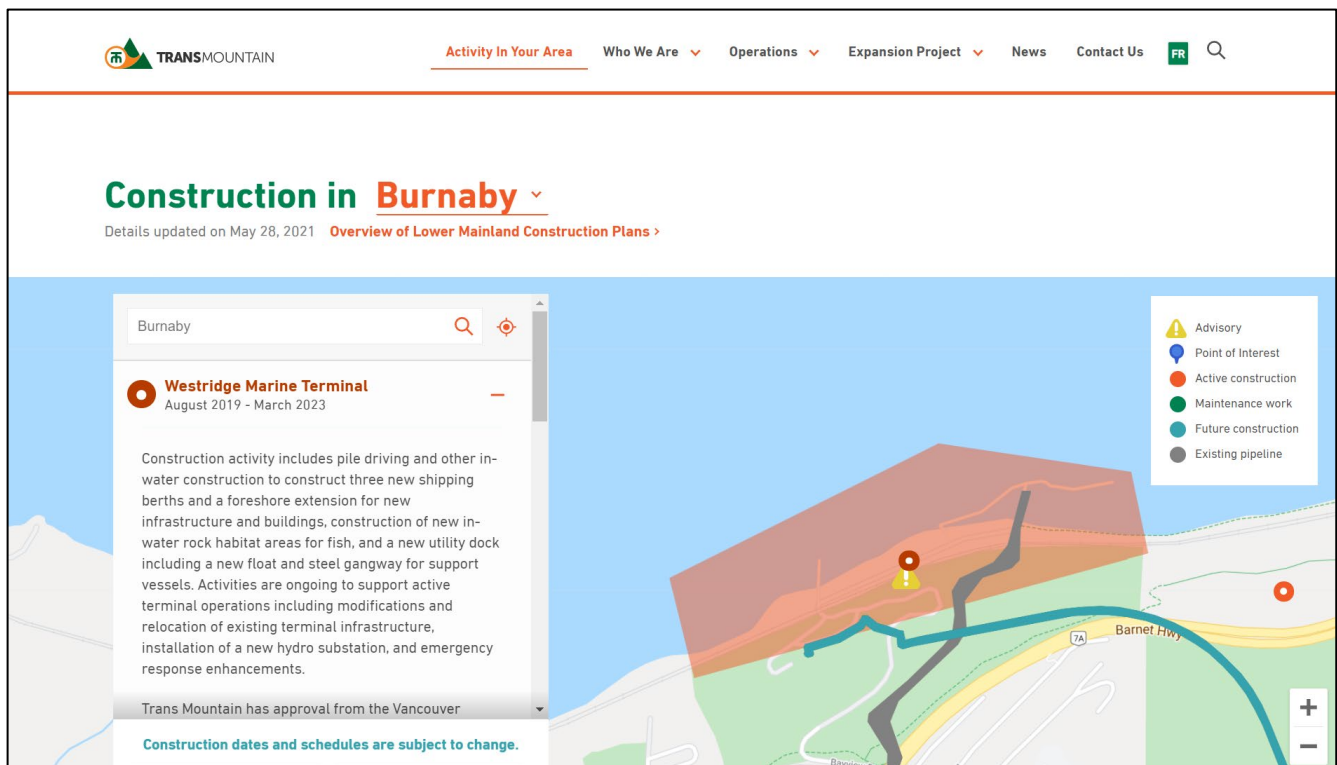 TRANSMOUNTAIN
Activity In Your Area
Who We Are
Operations
Expansion Project
News
Contact Us
FR
Construction in Burnaby
Details updated on May 28, 2021 Overview of Lower Mainland Construction Plans >
Burnaby
Westridge Marine Terminal
August 2019 - March 2023
Construction activity includes pile driving and other in-
water construction to construct three new shipping
berths and a foreshore extension for new
infrastructure and buildings, construction of new in-
water rock habitat areas for fish, and a new utility dock
including a new float and steel gangway for support
vessels. Activities are ongoing to support active
terminal operations including modifications and
relocation of existing terminal infrastructure,
installation of a new hydro substation, and emergency
response enhancements.
Trans Mountain has approval from the Vancouver
Construction dates and schedules are subject to change.
Advisory
Point of Interest
Active construction
Maintenance work
Future construction
Existing pipeline
7A
Barnet Hwy
+
−